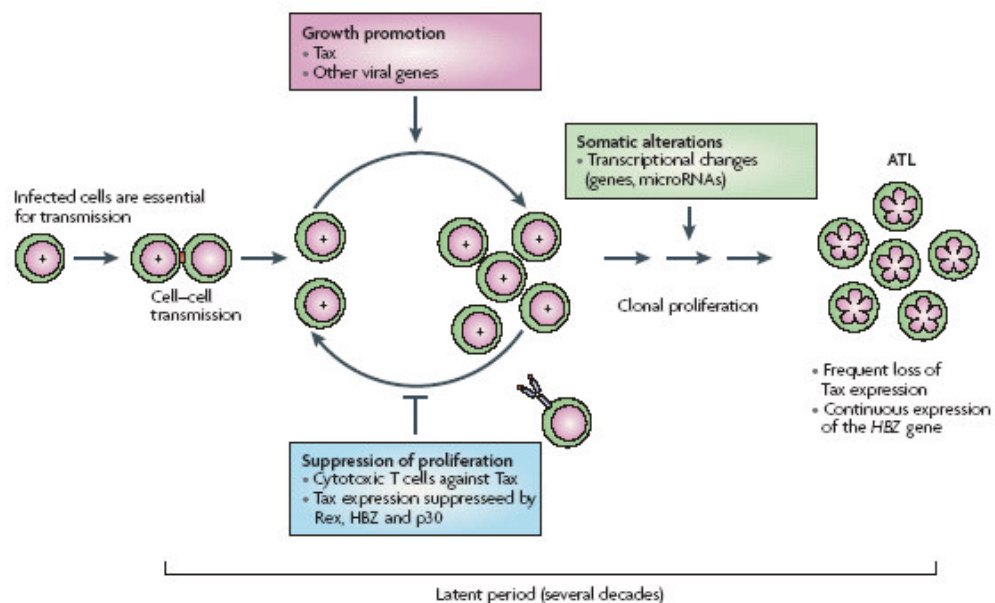 Growth promotion
• Tax
• Other viral genes
Somatic alterations
• Transcriptional changes
(genes, microRNAs)
ATL
Infected cells are essential
for transmission
+
+
+
+
+
+
+
+
+
Cell–cell
transmission
Clonal proliferation
• Frequent loss of
Tax expression
• Continuous expression
of the HBZ gene
Suppression of proliferation
• Cytotoxic T cells against Tax
• Tax expression suppresseed by
Rex, HBZ and p30
Latent period (several decades)